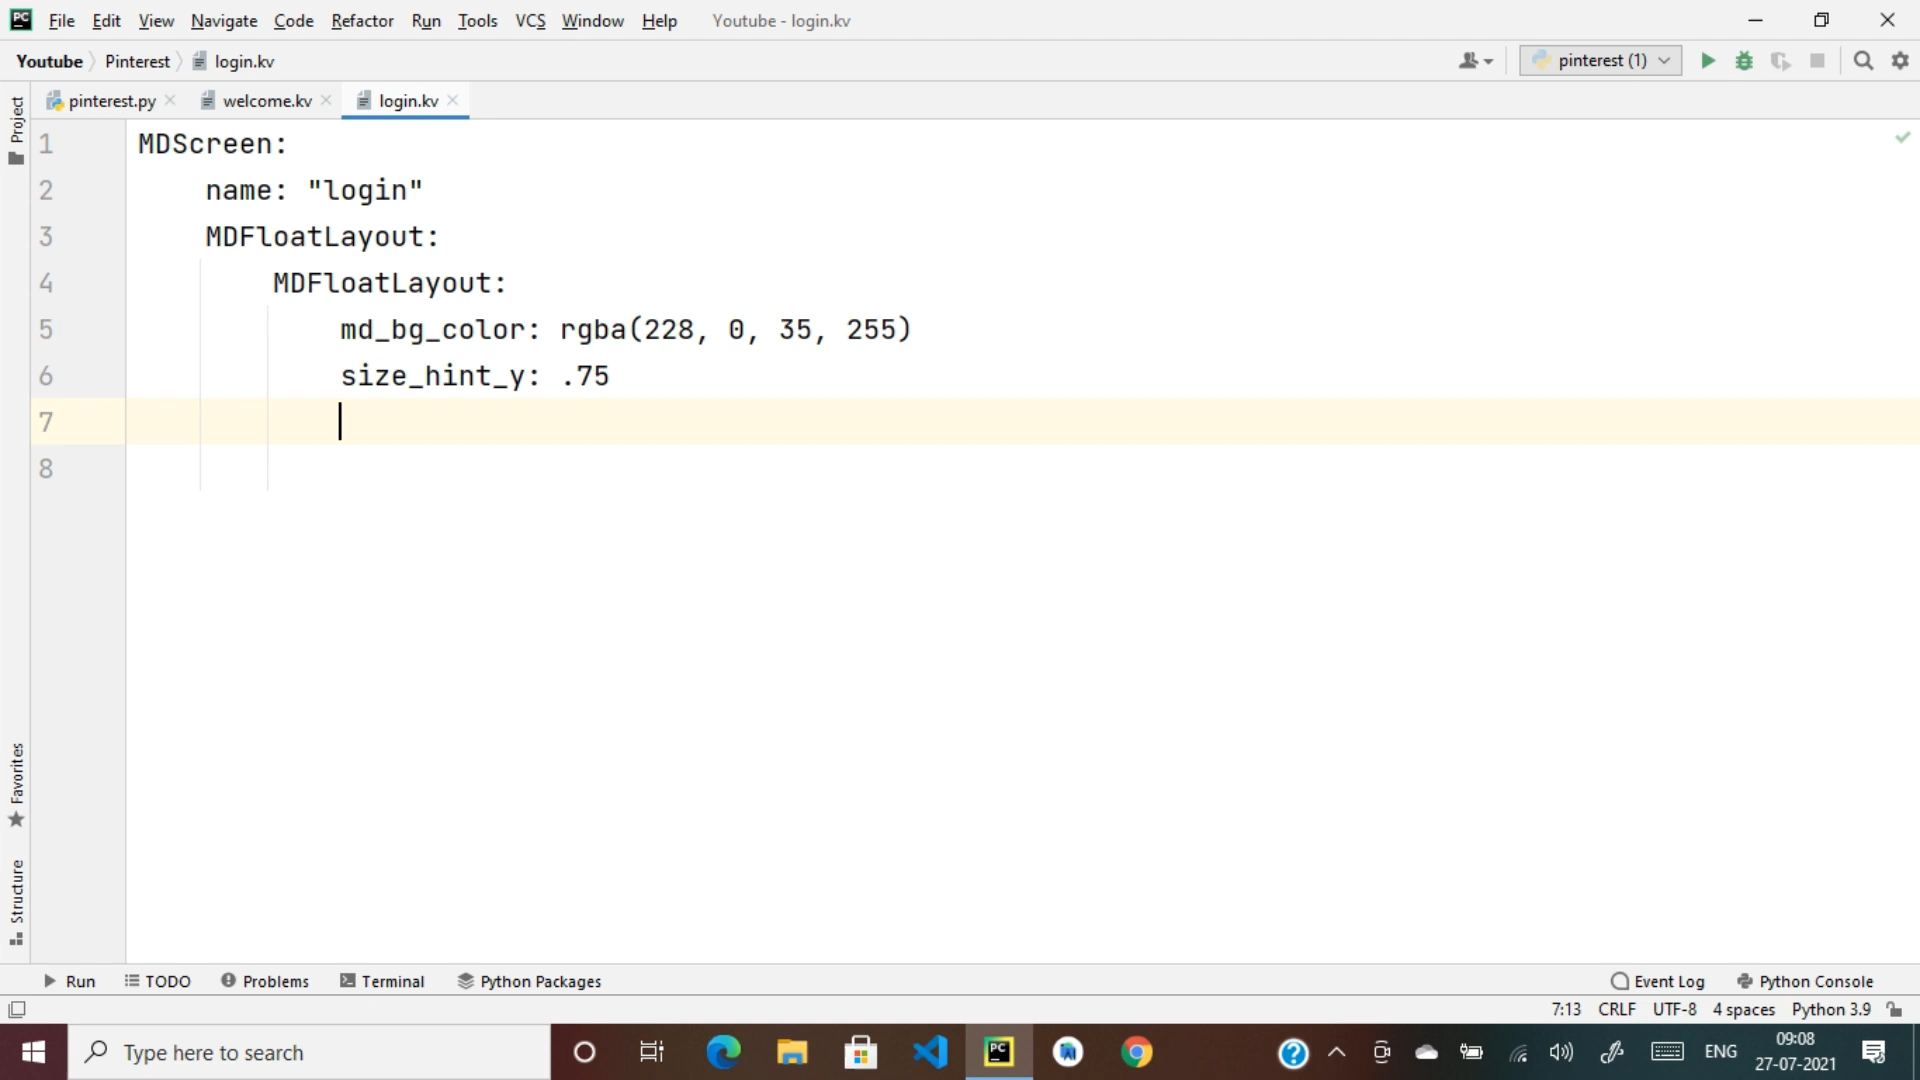 PC File Edit View Navigate Code Refactor Run Tools VCS Window Help Youtube - login.kv
Youtube Pinterest login.kv pinterest (1)
pinterest.py welcome.kv login.kv
Project
1 MDScreen:
2 name: "login"
3 MDFloatLayout:
4 MDFloatLayout:
5 md_bg_color: rgba(228, 0, 35, 255)
6 size_hint_y: .75
7
8
Favorites
Structure
Run TODO Problems Terminal Python Packages Event Log Python Console
7:13 CRLF UTF-8 4 spaces Python 3.9
Type here to search PC ENG 09:08
27-07-2021